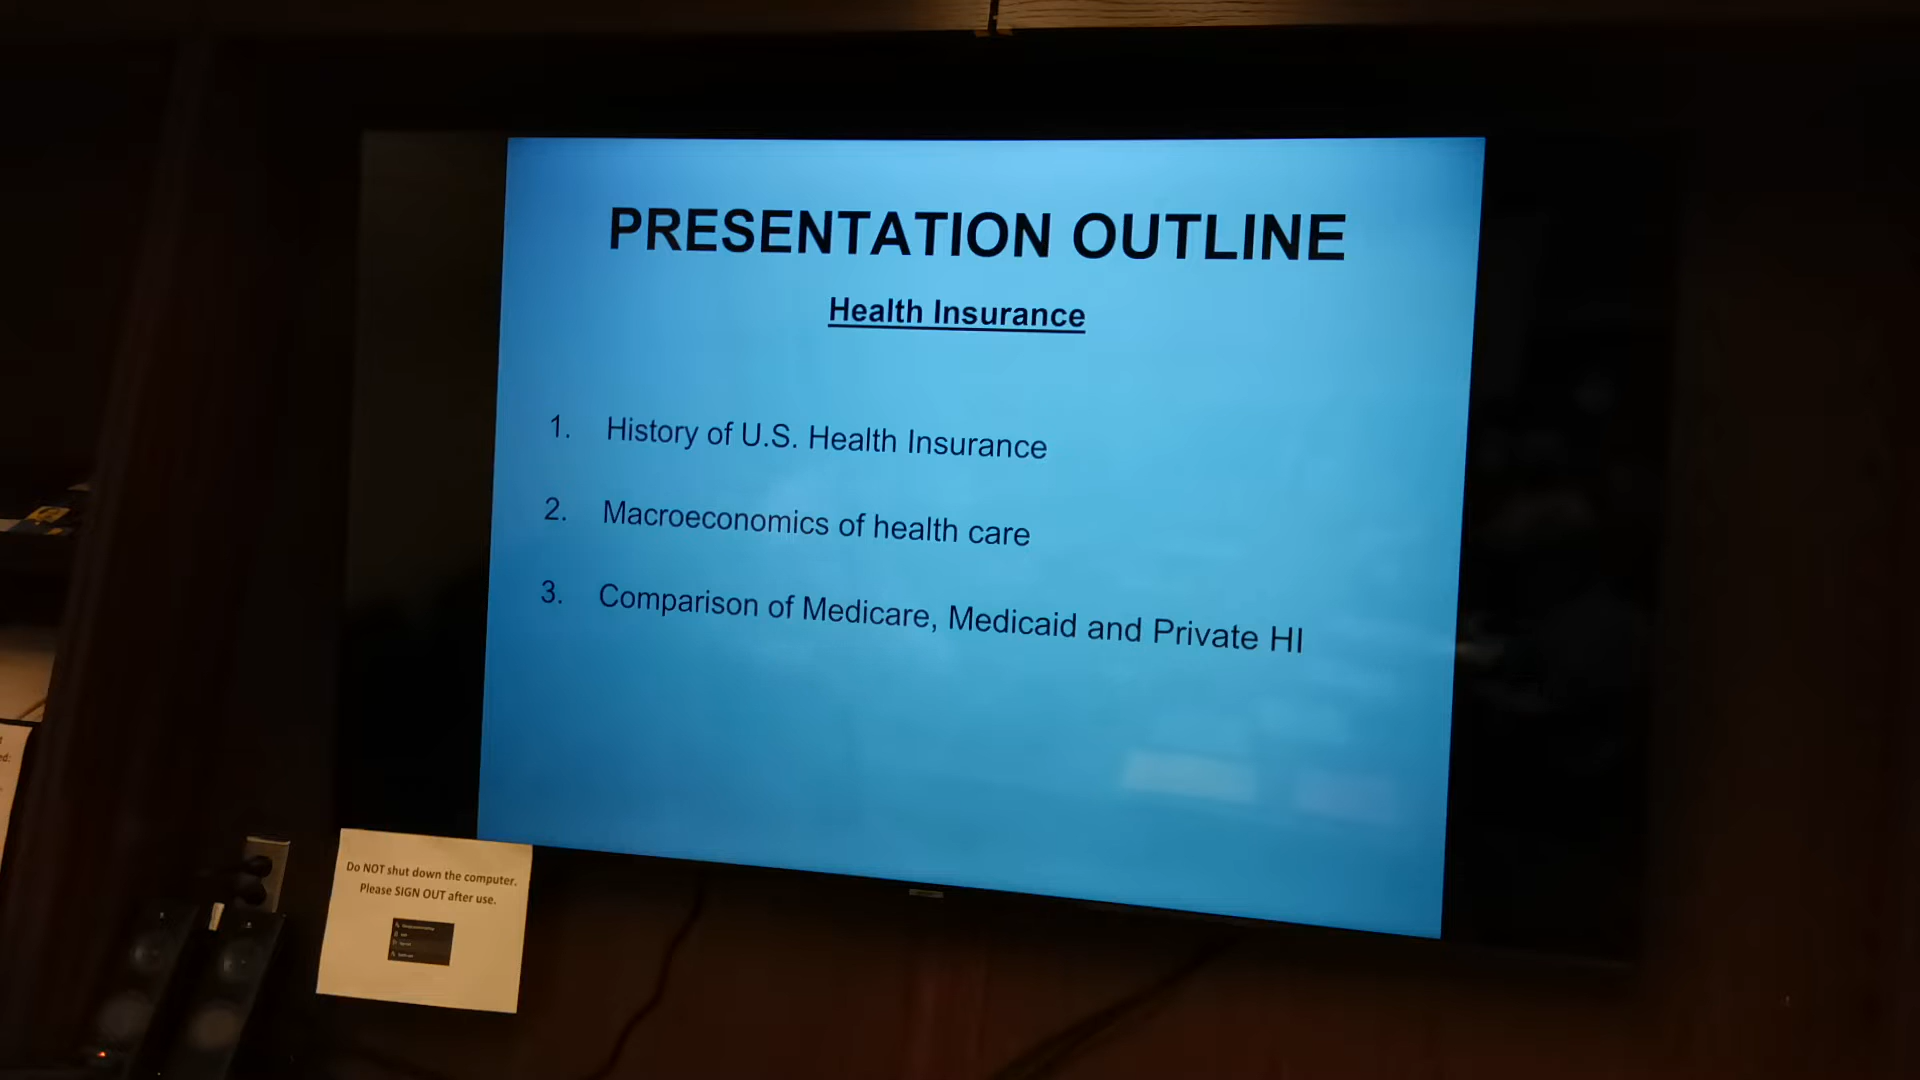 PRESENTATION OUTLINE
Health Insurance
1. History of U.S. Health Insurance
2. Macroeconomics of health care
3. Comparison of Medicare, Medicaid and Private HI
Do NOT shut down the computer.
Please SIGN OUT after use.